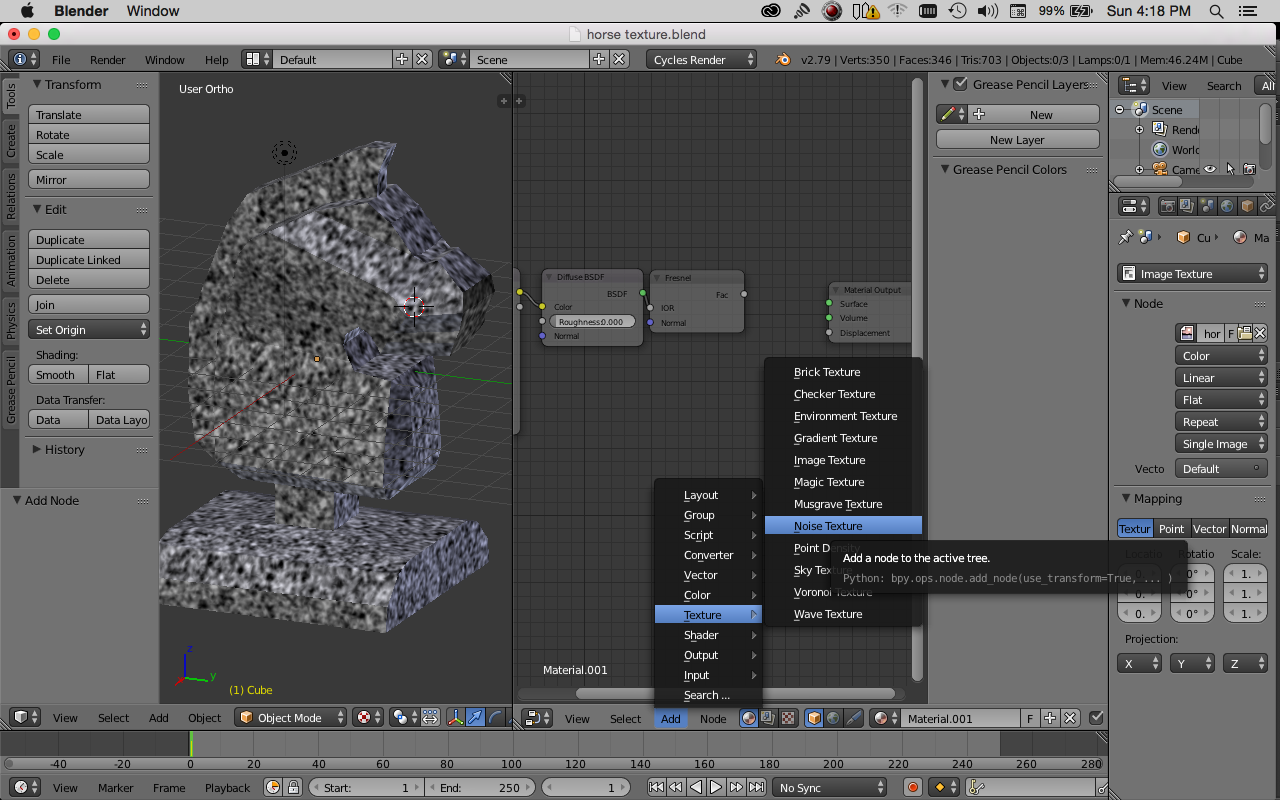 Blender Window 99% Sun 4:18 PM
horse texture.blend
File Render Window Help Default Scene Cycles Render v2.79 | Verts:350 | Faces:346 | Tris:703 | Objects:0/3 | Lamps:0/1 | Mem:46.24M | Cube
Tools
Create
Relations
Animation
Physics
Grease Pencil
Transform
Translate
Rotate
Scale
Mirror
Edit
Duplicate
Duplicate Linked
Delete
Join
Set Origin
Shading:
Smooth Flat
Data Transfer:
Data Data Layo
History
Add Node
User Ortho
z
y
(1) Cube
View Select Add Object Object Mode
Diffuse BSDF
BSDF
Color
Roughness:0.000
Normal
Fresnel
Fac
IOR
Normal
Material Output
Surface
Volume
Displacement
Brick Texture
Checker Texture
Environment Texture
Gradient Texture
Image Texture
Magic Texture
Musgrave Texture
Noise Texture
Point De
Sky Te
Voronoi Texture
Wave Texture
Add a node to the active tree.
Python: bpy.ops.node.add_node(use_transform=True, ... )
Layout
Group
Script
Converter
Vector
Color
Texture
Shader
Output
Input
Search ...
Material.001
View Select Add Node Material.001 F
Grease Pencil Layers
New
New Layer
Grease Pencil Colors
View Search All
Scene
Rende
World
Came
Cu Ma
Image Texture
Node
hor F
Color
Linear
Flat
Repeat
Single Image
Vecto Default
Mapping
Textur Point Vector Normal
Locatio Rotatio Scale:
0. 0° 1.
0. 0° 1.
0. 0° 1.
Projection:
X Y Z
-40 -20 0 20 40 60 80 100 120 140 160 180 200 220 240 260 280
View Marker Frame Playback Start: 1 End: 250 1 No Sync